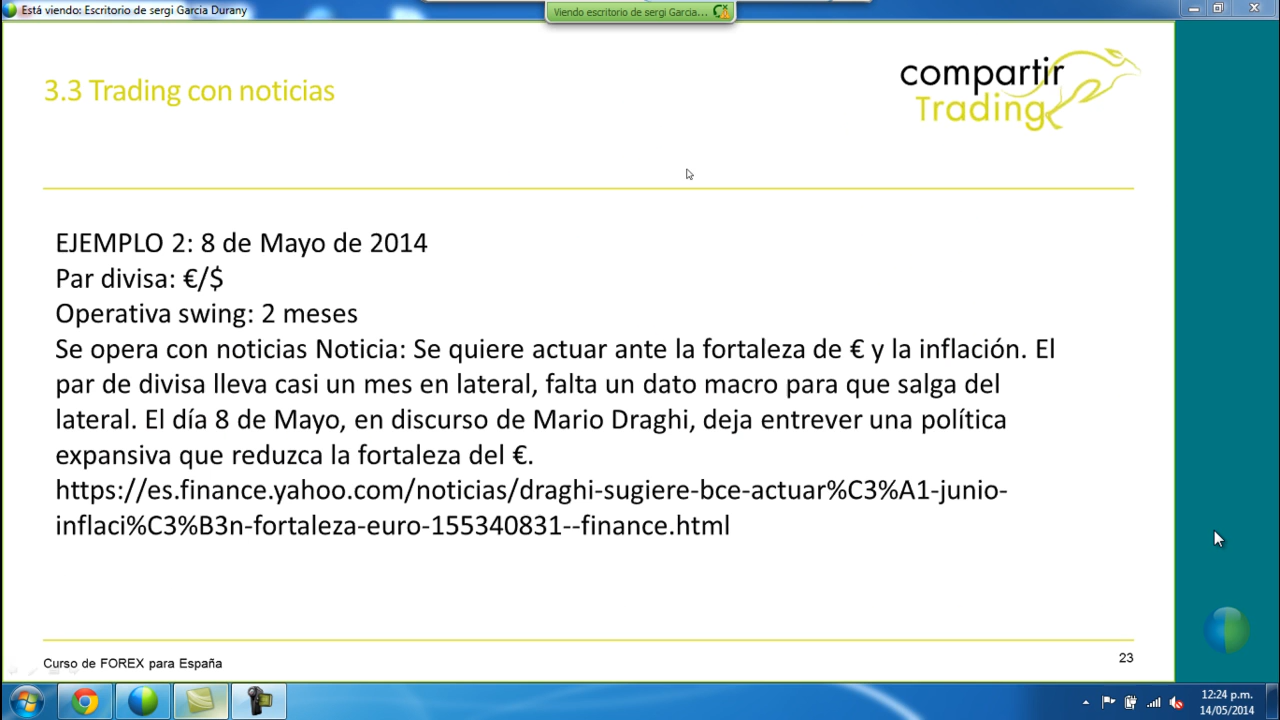 Está viendo: Escritorio de sergi Garcia Durany
Viendo escritorio de sergi Garcia...
3.3 Trading con noticias
compartir
Trading
EJEMPLO 2: 8 de Mayo de 2014
Par divisa: €/$
Operativa swing: 2 meses
Se opera con noticias Noticia: Se quiere actuar ante la fortaleza de € y la inflación. El
par de divisa lleva casi un mes en lateral, falta un dato macro para que salga del
lateral. El día 8 de Mayo, en discurso de Mario Draghi, deja entrever una política
expansiva que reduzca la fortaleza del €.
https://es.finance.yahoo.com/noticias/draghi-sugiere-bce-actuar%C3%A1-junio-
inflaci%C3%B3n-fortaleza-euro-155340831--finance.html
Curso de FOREX para España
23
12:24 p.m.
14/05/2014